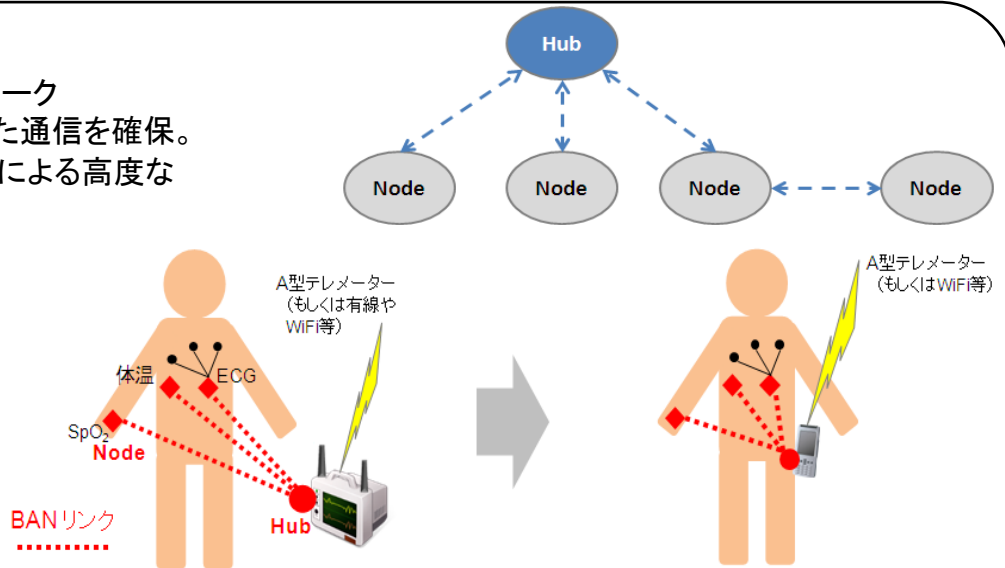 ーク
た通信を確保。
による高度な
Hub
Node
Node
Node
Node
A型テレメーター
（もしくは有線や
WiFi等）
体温
ECG
SpO₂
Node
Hub
BANリンク
A型テレメーター
（もしくはWiFi等）